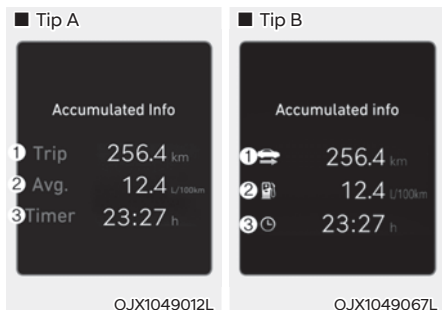 ■ Tip A
Accumulated Info
1 Trip 256.4 km
2 Avg. 12.4 L/100km
3 Timer 23:27 h
OJX1049012L
■ Tip B
Accumulated info
1 256.4 km
2 12.4 L/100km
3 23:27 h
OJX1049067L